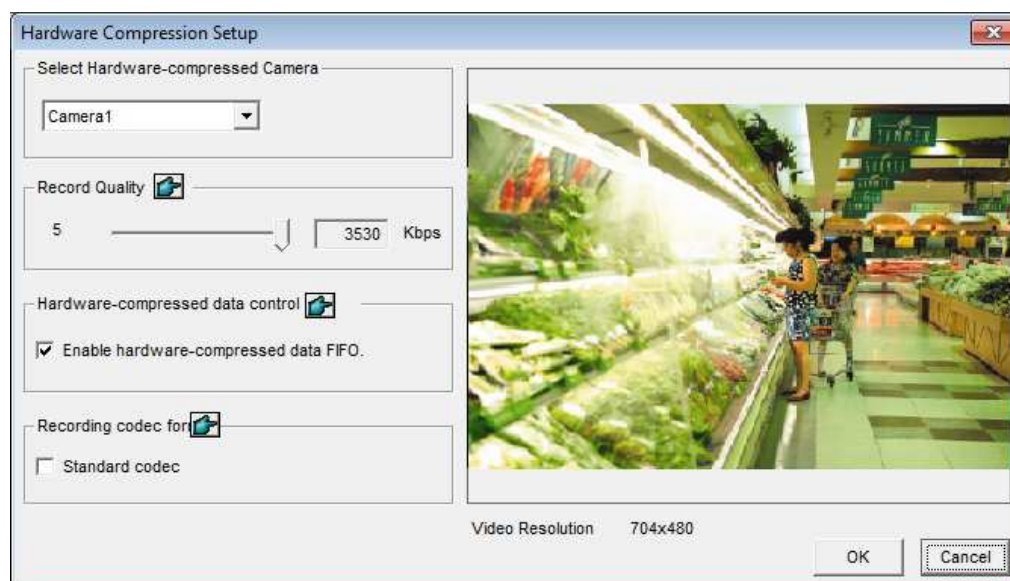 Hardware Compression Setup
Select Hardware-compressed Camera
Camera1
Record Quality
5
3530 Kbps
Hardware-compressed data control
Enable hardware-compressed data FIFO.
Recording codec for
Standard codec
Video Resolution 704x480
OK
Cancel